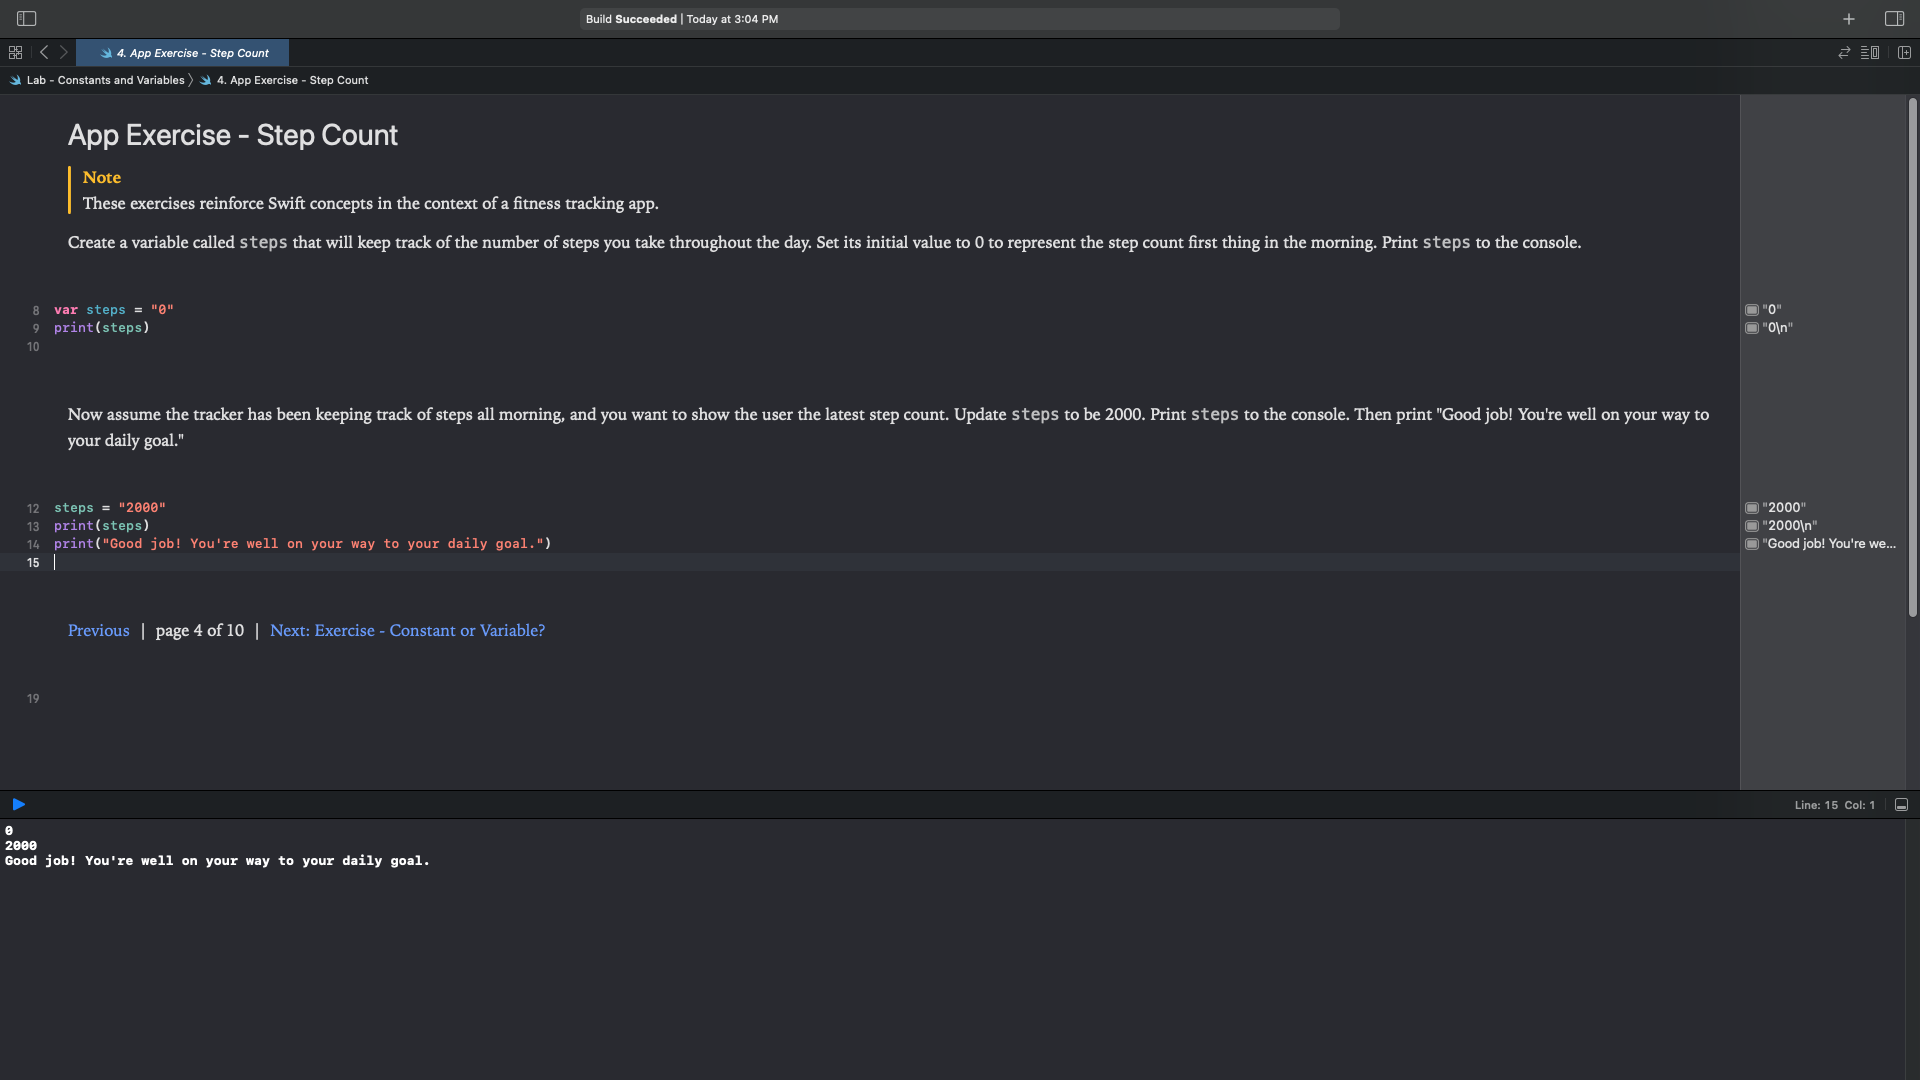 Build Succeeded | Today at 3:04 PM
4. App Exercise - Step Count
Lab - Constants and Variables 〉 4. App Exercise - Step Count
App Exercise - Step Count
Note
These exercises reinforce Swift concepts in the context of a fitness tracking app.
Create a variable called steps that will keep track of the number of steps you take throughout the day. Set its initial value to 0 to represent the step count first thing in the morning. Print steps to the console.
8 var steps = "0" "0"
9 print(steps) "0\n"
10
Now assume the tracker has been keeping track of steps all morning, and you want to show the user the latest step count. Update steps to be 2000. Print steps to the console. Then print "Good job! You're well on your way to
your daily goal."
12 steps = "2000" "2000"
13 print(steps) "2000\n"
14 print("Good job! You're well on your way to your daily goal.") "Good job! You're we...
15
Previous | page 4 of 10 | Next: Exercise - Constant or Variable?
19
Line: 15 Col: 1
0
2000
Good job! You're well on your way to your daily goal.